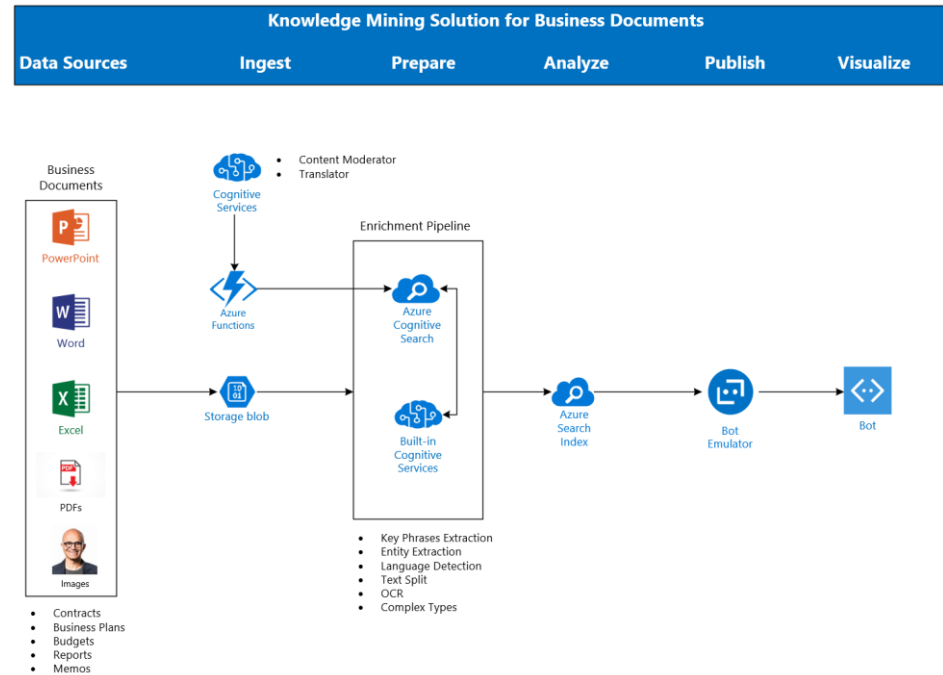 Knowledge Mining Solution for Business Documents
Data Sources Ingest Prepare Analyze Publish Visualize
Business
Documents
P
PowerPoint
W
Word
X
Excel
PDF
PDFs
Images
• Contracts
• Business Plans
• Budgets
• Reports
• Memos
Cognitive
Services
• Content Moderator
• Translator
Azure
Functions
10
01
Storage blob
Enrichment Pipeline
Azure
Cognitive
Search
Built-in
Cognitive
Services
• Key Phrases Extraction
• Entity Extraction
• Language Detection
• Text Split
• OCR
• Complex Types
Azure
Search
Index
Bot
Emulator
Bot